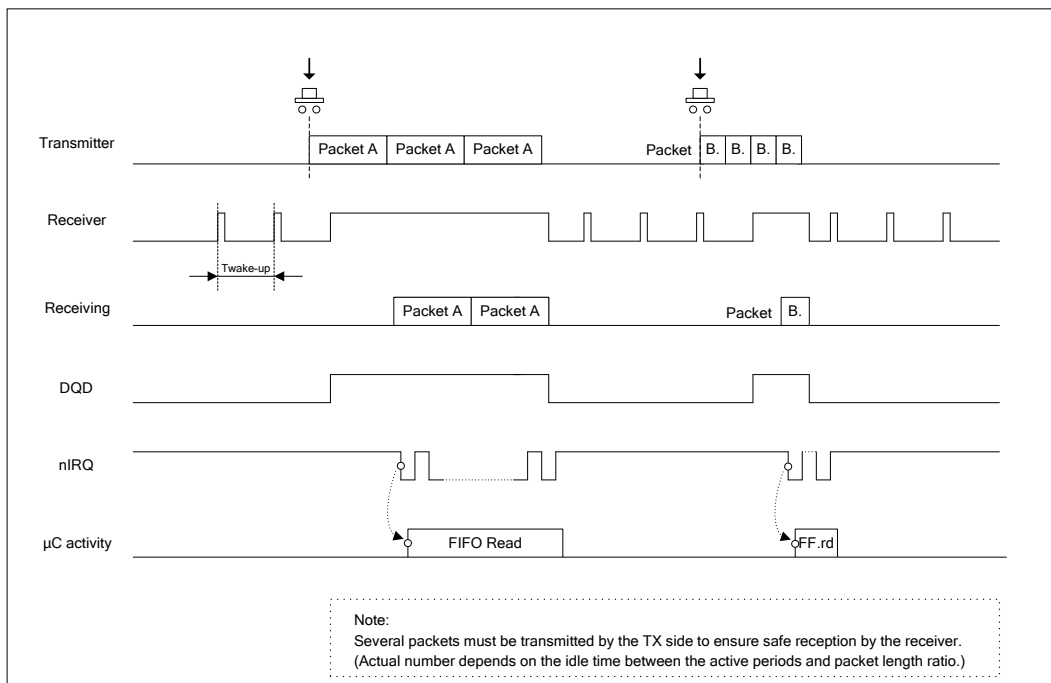 Transmitter
Packet A Packet A Packet A
Packet B. B. B. B.
Receiver
Twake-up
Receiving
Packet A Packet A
Packet B.
DQD
nIRQ
µC activity
FIFO Read
FF.rd
Note:
Several packets must be transmitted by the TX side to ensure safe reception by the receiver.
(Actual number depends on the idle time between the active periods and packet length ratio.)